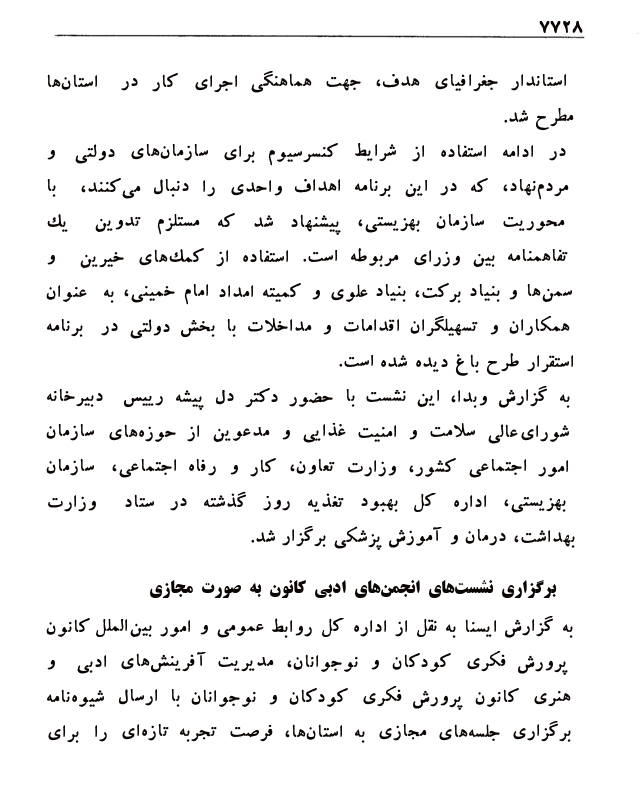 ۷۷۲۸
استاندار جغرافیای هدف، جهت هماهنگی اجرای کار در استان‌ها
مطرح شد.
در ادامه استفاده از شرایط کنسرسیوم برای سازمان‌های دولتی و
مردم‌نهاد، که در این برنامه اهداف واحدی را دنبال می‌کنند، با
محوریت سازمان بهزیستی، پیشنهاد شد که مستلزم تدوین یك
تفاهمنامه بین وزرای مربوطه است. استفاده از کمك‌های خیرین و
سمن‌ها و بنیاد برکت، بنیاد علوی و کمیته امداد امام خمینی، به عنوان
همکاران و تسهیلگران اقدامات و مداخلات با بخش دولتی در برنامه
استقرار طرح باغ دیده شده است.
به گزارش وبدا، این نشست با حضور دکتر دل پیشه رییس دبیرخانه
شورای‌عالی سلامت و امنیت غذایی و مدعوین از حوزه‌های سازمان
امور اجتماعی کشور، وزارت تعاون، کار و رفاه اجتماعی، سازمان
بهزیستی، اداره کل بهبود تغذیه روز گذشته در ستاد وزارت
بهداشت، درمان و آموزش پزشکی برگزار شد.
برگزاری نشست‌های انجمن‌های ادبی کانون به صورت مجازی
به گزارش ایسنا به نقل از اداره کل روابط عمومی و امور بین‌الملل کانون
پرورش فکری کودکان و نوجوانان، مدیریت آفرینش‌های ادبی و
هنری کانون پرورش فکری کودکان و نوجوانان با ارسال شیوه‌نامه
برگزاری جلسه‌های مجازی به استان‌ها، فرصت تجربه تازه‌ای را برای